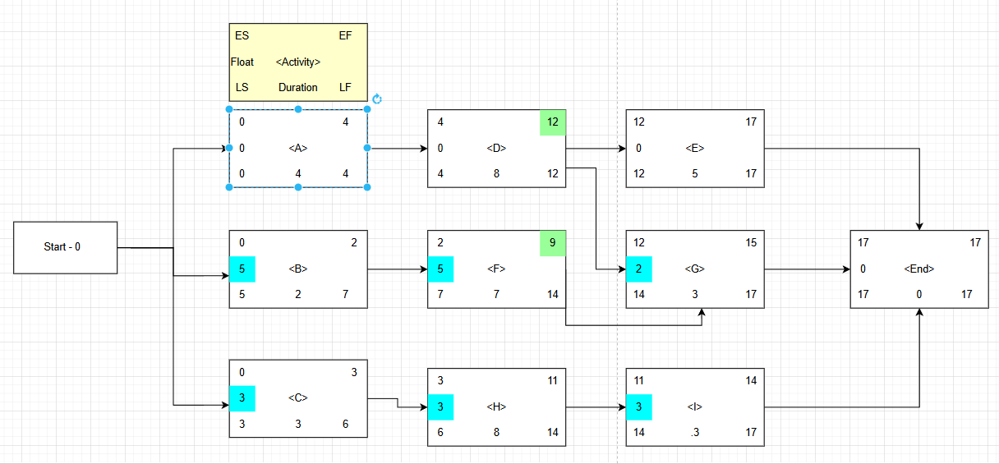 ES EF
Float <Activity>
LS Duration LF
0 4
0 <A>
0 4 4
4 12
0 <D>
4 8 12
12 17
0 <E>
12 5 17
Start - 0
0 2
5 <B>
5 2 7
2 9
5 <F>
7 7 14
12 15
2 <G>
14 3 17
17 17
0 <End>
17 0 17
0 3
3 <C>
3 3 6
3 11
3 <H>
6 8 14
11 14
3 <I>
14 .3 17